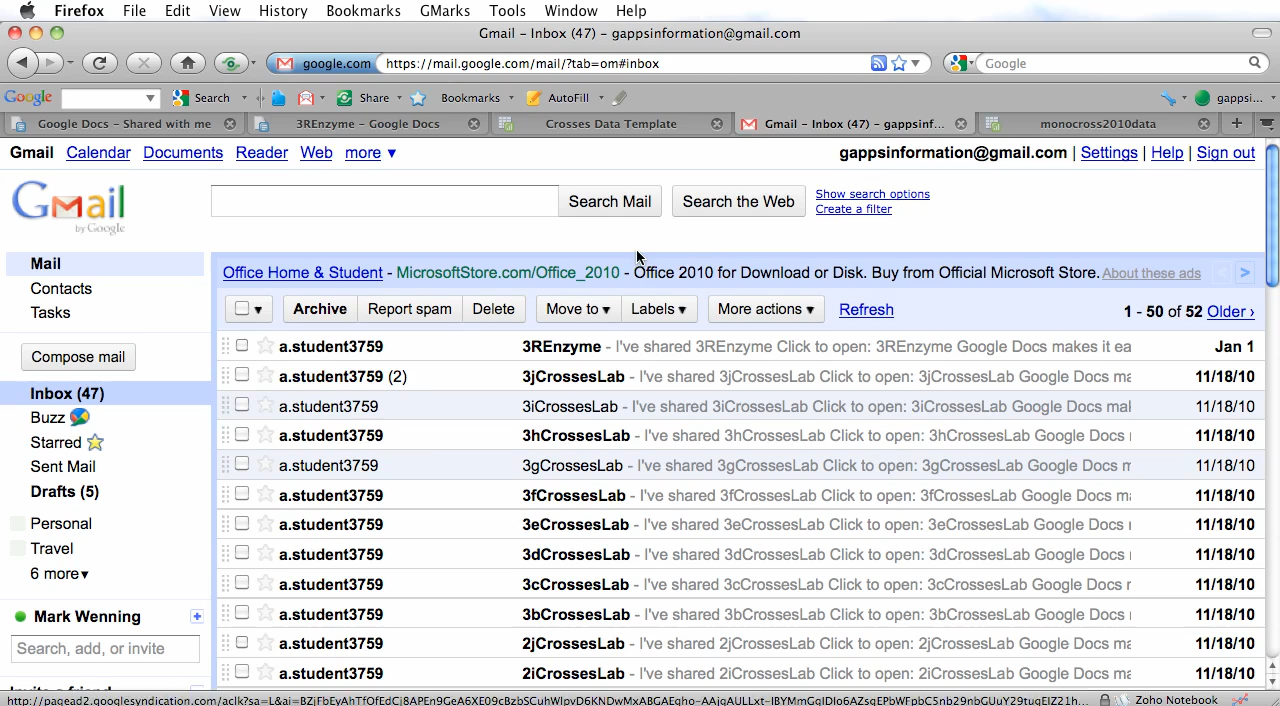 Firefox File Edit View History Bookmarks GMarks Tools Window Help
Gmail - Inbox (47) - gappsinformation@gmail.com
google.com https://mail.google.com/mail/?tab=om#inbox Google
Google Search Share Bookmarks AutoFill gappsi...
Google Docs - Shared with me 3REnzyme - Google Docs Crosses Data Template Gmail - Inbox (47) - gappsinf... monocross2010data
Gmail Calendar Documents Reader Web more ▼ gappsinformation@gmail.com | Settings | Help | Sign out
Gmail by Google
Search Mail Search the Web Show search options
Create a filter
Mail
Contacts
Tasks
Compose mail
Inbox (47)
Buzz
Starred
Sent Mail
Drafts (5)
Personal
Travel
6 more▼
Mark Wenning
Search, add, or invite
Office Home & Student - MicrosoftStore.com/Office_2010 - Office 2010 for Download or Disk. Buy from Official Microsoft Store. About these ads < >
Archive Report spam Delete Move to ▼ Labels ▼ More actions ▼ Refresh 1 - 50 of 52 Older ›
a.student3759 3REnzyme - I've shared 3REnzyme Click to open: 3REnzyme Google Docs makes it ea Jan 1
a.student3759 (2) 3jCrossesLab - I've shared 3jCrossesLab Click to open: 3jCrossesLab Google Docs ma 11/18/10
a.student3759 3iCrossesLab - I've shared 3iCrossesLab Click to open: 3iCrossesLab Google Docs mal 11/18/10
a.student3759 3hCrossesLab - I've shared 3hCrossesLab Click to open: 3hCrossesLab Google Docs 11/18/10
a.student3759 3gCrossesLab - I've shared 3gCrossesLab Click to open: 3gCrossesLab Google Docs 11/18/10
a.student3759 3fCrossesLab - I've shared 3fCrossesLab Click to open: 3fCrossesLab Google Docs ma 11/18/10
a.student3759 3eCrossesLab - I've shared 3eCrossesLab Click to open: 3eCrossesLab Google Docs 11/18/10
a.student3759 3dCrossesLab - I've shared 3dCrossesLab Click to open: 3dCrossesLab Google Docs 11/18/10
a.student3759 3cCrossesLab - I've shared 3cCrossesLab Click to open: 3cCrossesLab Google Docs 11/18/10
a.student3759 3bCrossesLab - I've shared 3bCrossesLab Click to open: 3bCrossesLab Google Docs 11/18/10
a.student3759 2jCrossesLab - I've shared 2jCrossesLab Click to open: 2jCrossesLab Google Docs ma 11/18/10
a.student3759 2iCrossesLab - I've shared 2iCrossesLab Click to open: 2iCrossesLab Google Docs ma 11/18/10
Zoho Notebook